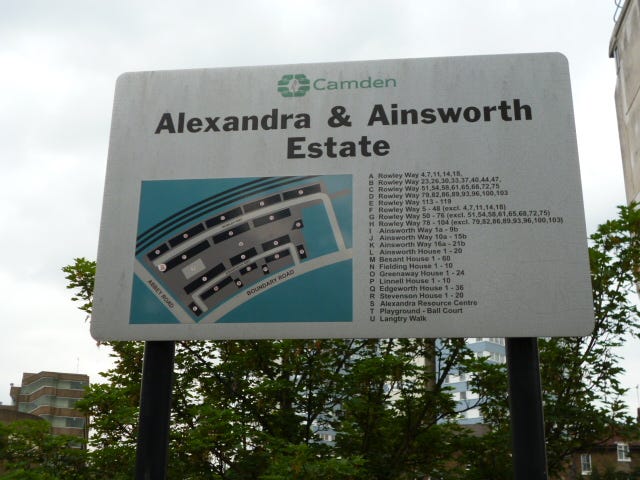 Camden
Alexandra & Ainsworth
Estate
A Rowley Way 4,7,11,14,18,
B Rowley Way 23,26,30,33,37,40,44,47,
C Rowley Way 51,54,58,61,65,68,72,75
D Rowley Way 79,82,86,89,93,96,100,103
E Rowley Way 113 - 119
F Rowley Way 5 - 48 (excl. 4,7,11,14,18)
G Rowley Way 50 - 76 (excl. 51,54,58,61,65,68,72,75)
H Rowley Way 78 - 104 (excl. 79,82,86,89,93,96,100,103)
I Ainsworth Way 1a - 9b
J Ainsworth Way 10a - 15b
K Ainsworth Way 16a - 21b
L Ainsworth House 1 - 20
M Besant House 1 - 60
N Fielding House 1 - 10
O Greenaway House 1 - 24
P Linnell House 1 - 10
Q Edgeworth House 1 - 36
R Stevenson House 1 - 20
S Alexandra Resource Centre
T Playground - Ball Court
U Langtry Walk
ABBEY ROAD
BOUNDARY ROAD